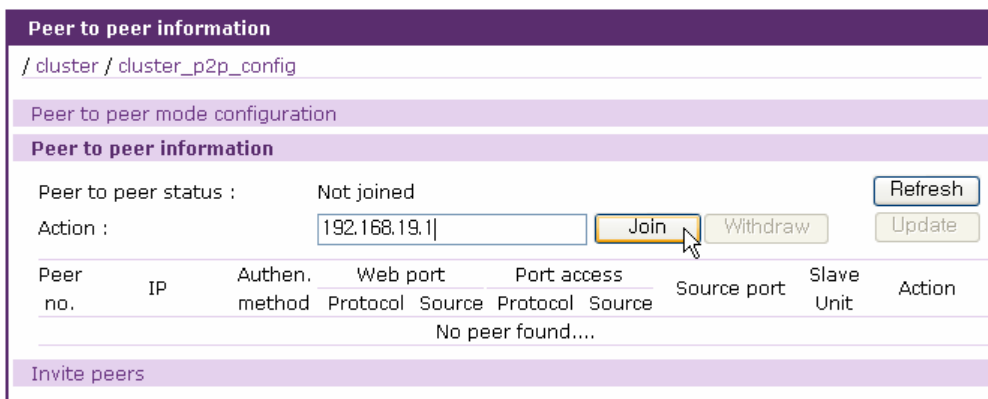 Peer to peer information
/ cluster / cluster_p2p_config
Peer to peer mode configuration
Peer to peer information
Peer to peer status : Not joined Refresh
Action : 192.168.19.1 Join Withdraw Update
Peer no. IP Authen. method Web port Protocol Source Port access Protocol Source Source port Slave Unit Action
No peer found....
Invite peers